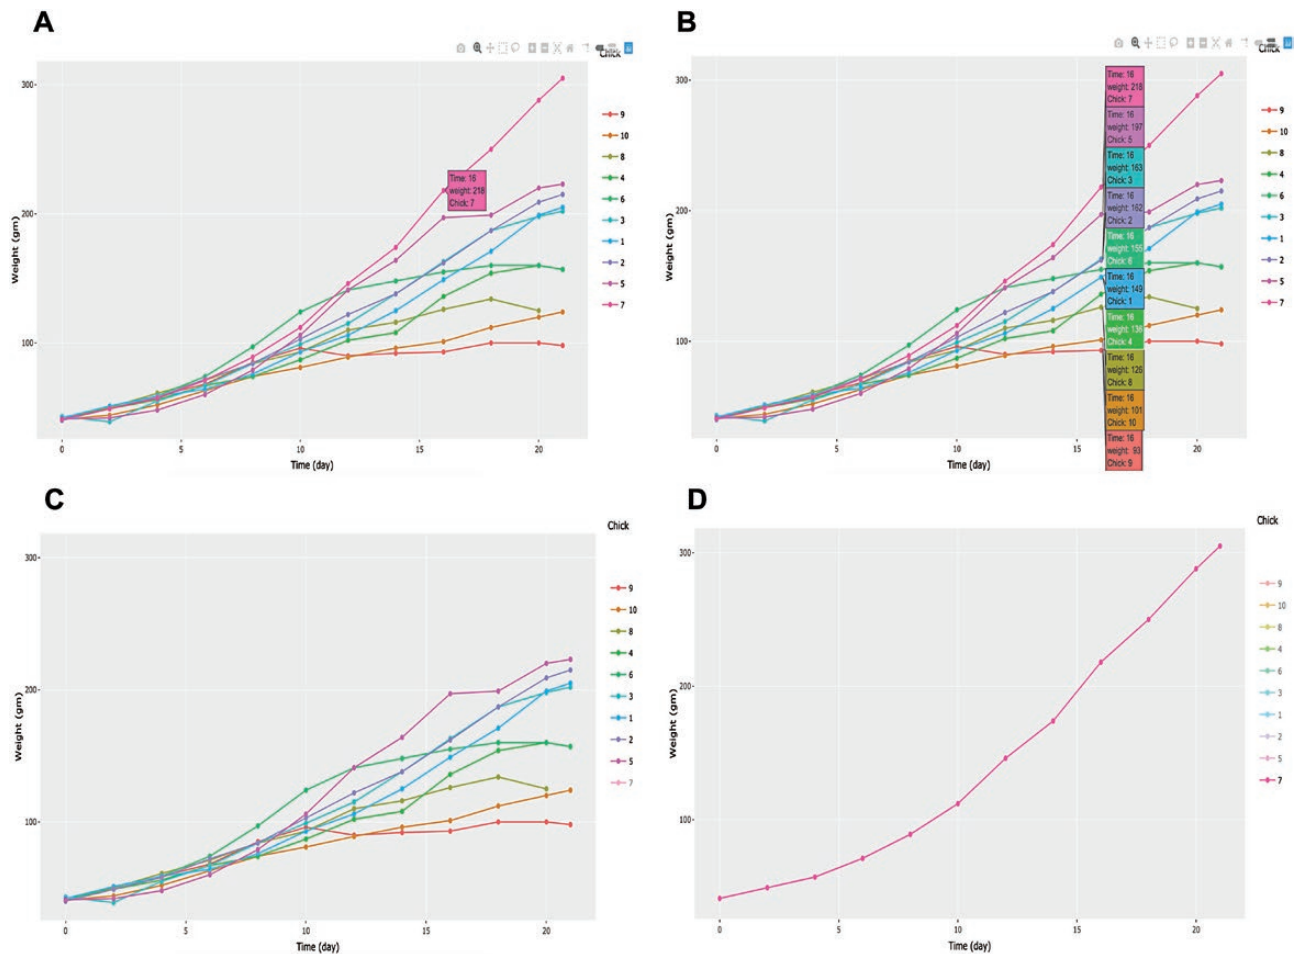 A
Chick
300
200
100
Weight (gm)
0
5
10
15
20
Time (day)
Time: 16
weight: 218
Chick: 7
9
10
8
4
6
3
1
2
5
7
B
Chick
300
200
100
Weight (gm)
0
5
10
15
20
Time (day)
Time: 16
weight: 218
Chick: 7
Time: 16
weight: 197
Chick: 5
Time: 16
weight: 163
Chick: 3
Time: 16
weight: 162
Chick: 2
Time: 16
weight: 155
Chick: 6
Time: 16
weight: 149
Chick: 1
Time: 16
weight: 136
Chick: 4
Time: 16
weight: 126
Chick: 8
Time: 16
weight: 101
Chick: 10
Time: 16
weight: 93
Chick: 9
9
10
8
4
6
3
1
2
5
7
C
Chick
300
200
100
Weight (gm)
0
5
10
15
20
Time (day)
9
10
8
4
6
3
1
2
5
7
D
Chick
300
200
100
Weight (gm)
0
5
10
15
20
Time (day)
9
10
8
4
6
3
1
2
5
7